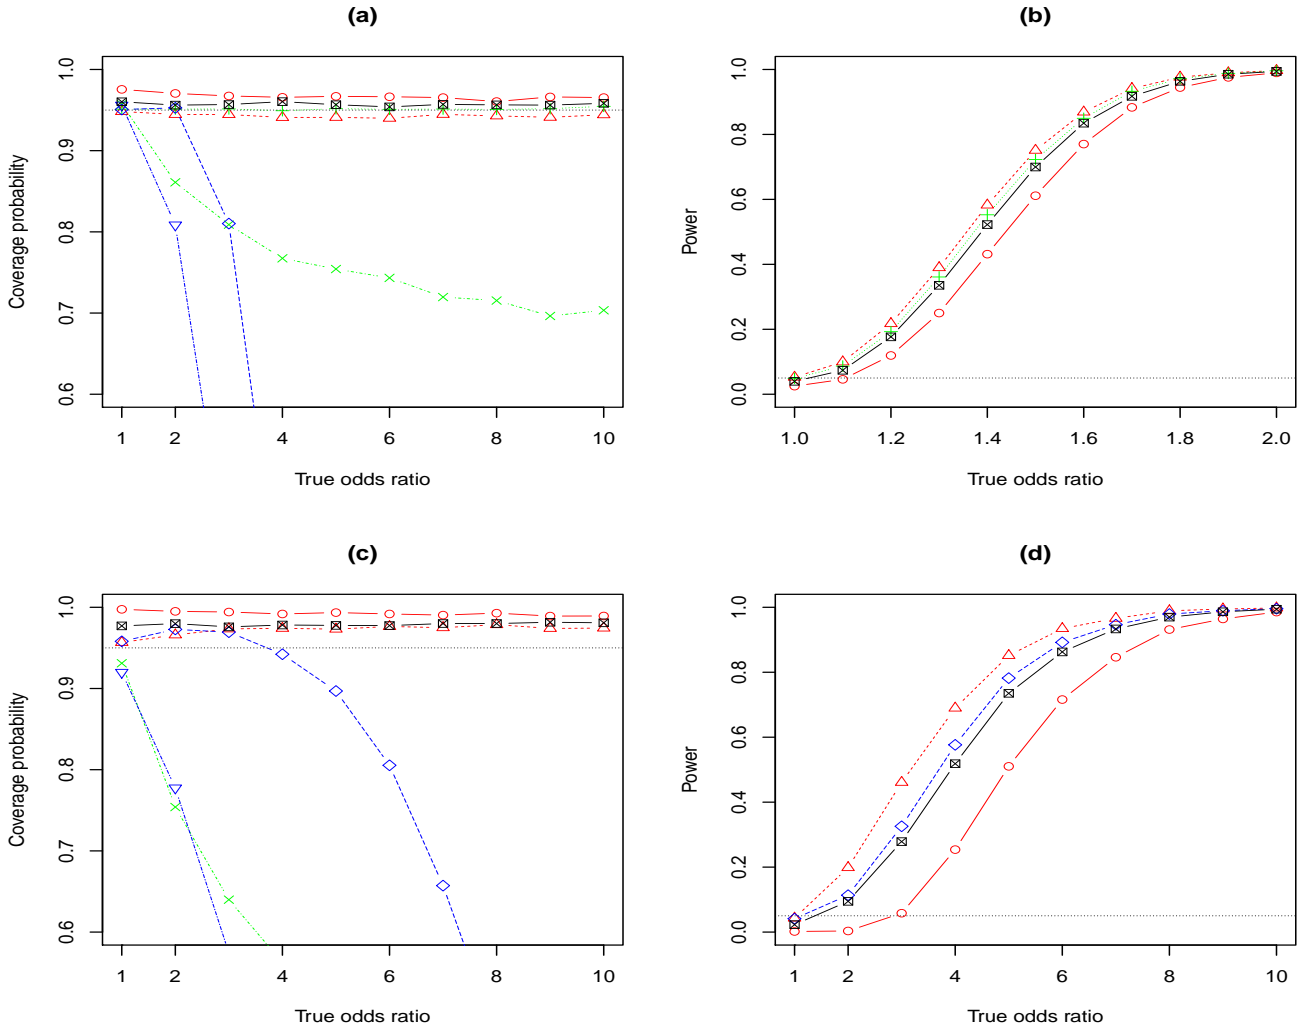 (a)
1.0
0.9
0.8
0.7
0.6
Coverage probability
1 2 4 6 8 10
True odds ratio
(b)
1.0
0.8
0.6
0.4
0.2
0.0
Power
1.0 1.2 1.4 1.6 1.8 2.0
True odds ratio
(c)
1.0
0.9
0.8
0.7
0.6
Coverage probability
1 2 4 6 8 10
True odds ratio
(d)
1.0
0.8
0.6
0.4
0.2
0.0
Power
1 2 4 6 8 10
True odds ratio